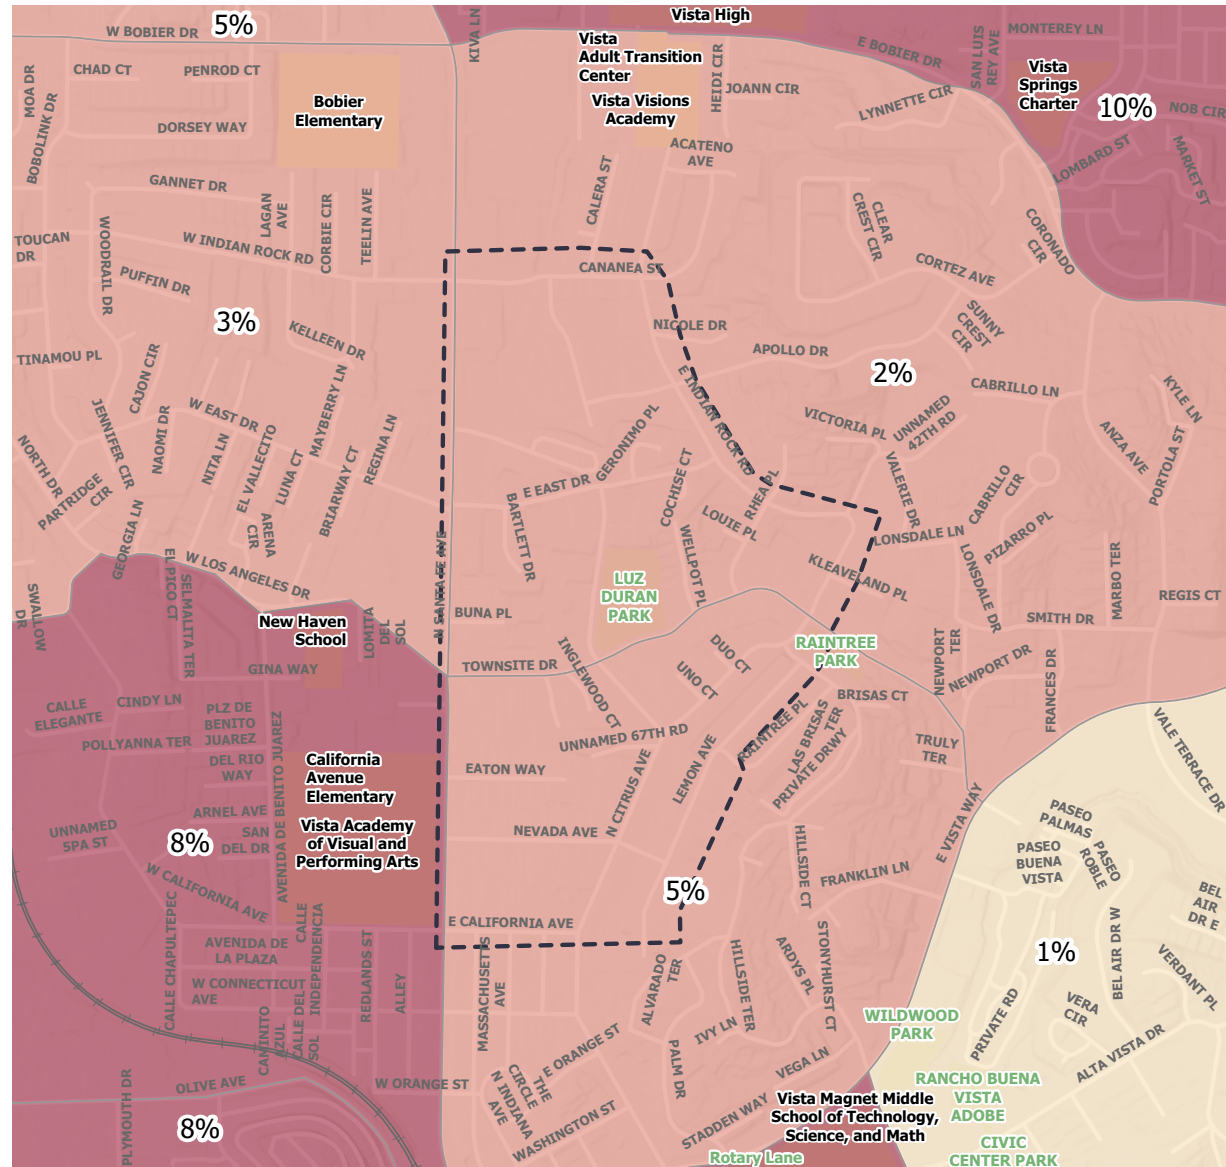 5%
W BOBIER DR
KIVA LN
Vista High
Vista
Adult Transition
Center
E BOBIER DR
SAN LUIS
REY AVE
MONTEREY LN
MOA DR
CHAD CT
PENROD CT
HEIDI CIR
JOANN CIR
Vista
Springs
Charter
BOBOLINK DR
Bobier
Elementary
Vista Visions
Academy
LYNNETTE CIR
10%
NOB CIR
DORSEY WAY
ACATENO
AVE
LOMBARD ST
MARKET ST
GANNET DR
LAGAN
AVE
CORBIE CIR
TEELIN AVE
CALERA ST
CLEAR
CREST CIR
CORONADO
CIR
TOUCAN
DR
WOODRAIL DR
W INDIAN ROCK RD
CANANEA ST
CORTEZ AVE
PUFFIN DR
3%
KELLEEN DR
NICOLE DR
SUNNY
CREST
CIR
TINAMOU PL
CAJON CIR
APOLLO DR
2%
E INDIAN ROCK RD
CABRILLO LN
KYLE LN
JENNIFER CIR
NAOMI DR
W EAST DR
MAYBERRY LN
REGINA LN
GERONIMO PL
VICTORIA PL
UNNAMED
42TH RD
ANZA AVE
PORTOLA ST
NORTH DR
PARTRIDGE
CIR
NITA LN
EL VALLECITO
LUNA CT
BRIARWAY CT
E EAST DR
COCHISE CT
RHEA PL
VALERIE DR
CABRILLO
CIR
GEORGIA LN
ARENA
CIR
BARTLETT DR
LOUIE PL
LONSDALE LN
PIZARRO PL
EL PICO CT
W LOS ANGELES DR
N SANTA FE AVE
WELLPOT PL
KLEAVELAND PL
LONSDALE DR
MARBO TER
SWALLOW
DR
SELMALITA TER
LUZ
DURAN
PARK
REGIS CT
New Haven
School
LOMITA
DEL
SOL
BUNA PL
SMITH DR
GINA WAY
TOWNSITE DR
INGLEWOOD CT
DUO CT
UNO CT
RAINTREE
PARK
NEWPORT
TER
NEWPORT DR
FRANCES DR
CALLE
ELEGANTE
CINDY LN
PLZ DE
BENITO
JUAREZ
BRISAS CT
POLLYANNA TER
AVENIDA DE BENITO JUAREZ
UNNAMED 67TH RD
RAINTREE PL
LAS BRISAS
TER
PRIVATE DRWY
TRULY
TER
VALE TERRACE DR
DEL RIO
WAY
California
Avenue
Elementary
EATON WAY
N CITRUS AVE
LEMON AVE
ARNEL AVE
UNNAMED
SPA ST
8%
SAN
DEL DR
Vista Academy
of Visual and
Performing Arts
NEVADA AVE
HILLSIDE CT
E VISTA WAY
PASEO
PALMAS
PASEO
BUENA
VISTA
PASEO
ROBLE
W CALIFORNIA AVE
5%
FRANKLIN LN
BEL
AIR
DR E
CALLE CHAPULTEPEC
CALLE
INDEPENDENCIA
E CALIFORNIA AVE
AVENIDA DE
LA PLAZA
REDLANDS ST
ALLEY
MASSACHUSETTS
AVE
ALVARADO
TER
HILLSIDE TER
ARDYS PL
STONYHURST CT
1%
BEL AIR DR W
VERDANT PL
W CONNECTICUT
AVE
CAMINITO
AZUL
CALLE DEL
SOL
IVY LN
WILDWOOD
PARK
PRIVATE RD
VERA
CIR
ALTA VISTA DR
PLYMOUTH DR
OLIVE AVE
W ORANGE ST
E ORANGE ST
THE
CIRCLE
N INDIANA
AVE
PALM DR
VEGA LN
8%
WASHINGTON ST
STADDEN WAY
Vista Magnet Middle
School of Technology,
Science, and Math
RANCHO BUENA
VISTA
ADOBE
Rotary Lane
CIVIC
CENTER PARK